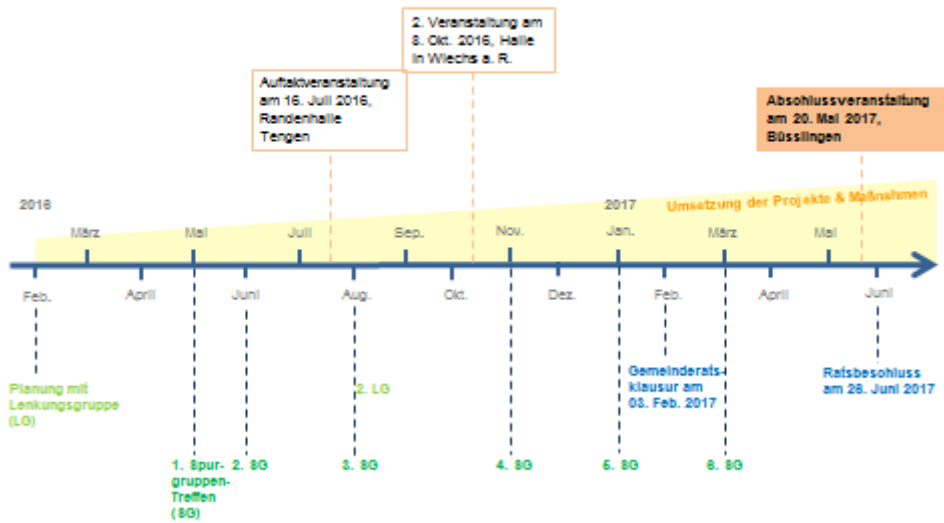 2. Veranstaltung am
8. Okt. 2016, Halle
in Wiechs a. R.
Auftaktveranstaltung
am 16. Juli 2016,
Randenhalle
Tengen
Abschlussveranstaltung
am 20. Mai 2017,
Büsslingen
2016
2017
Umsetzung der Projekte & Maßnahmen
März
Mai
Juli
Sep.
Nov.
Jan.
März
Mai
Feb.
April
Juni
Aug.
Okt.
Dez.
Feb.
April
Juni
Planung mit
Lenkungsgruppe
(LG)
2. LG
Gemeinderats-
klausur am
03. Feb. 2017
Ratsbeschluss
am 26. Juni 2017
1. Spur-
gruppen-
Treffen
(SG)
2. SG
3. SG
4. SG
5. SG
6. SG